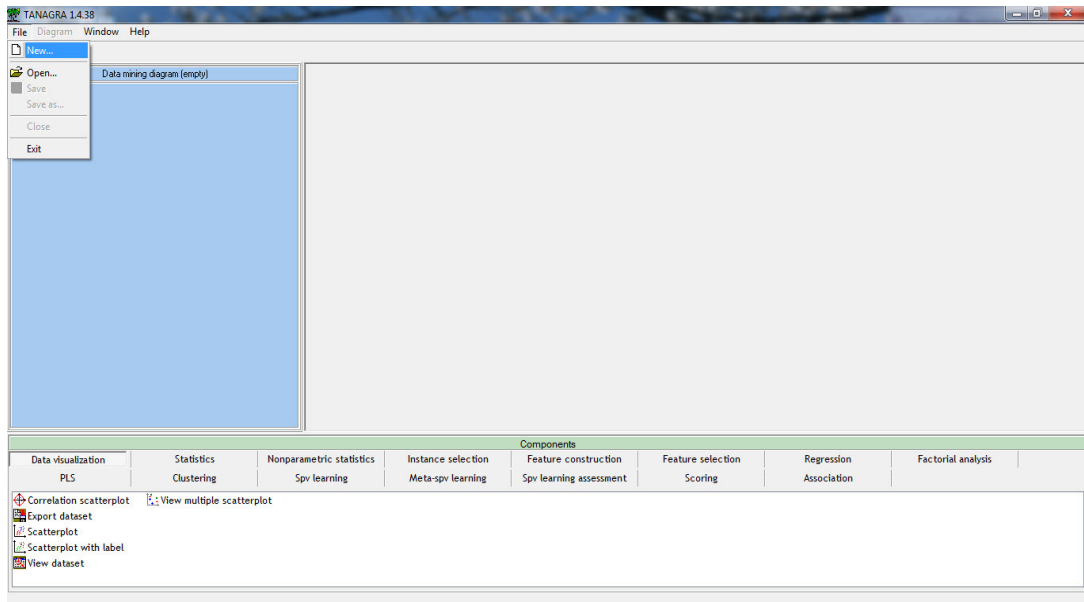 TANAGRA 1.4.38
File Diagram Window Help
New...
Open...
Save
Save as...
Close
Exit
Data mining diagram (empty)
Components
Data visualization Statistics Nonparametric statistics Instance selection Feature construction Feature selection Regression Factorial analysis
PLS Clustering Spv learning Meta-spv learning Spv learning assessment Scoring Association
Correlation scatterplot View multiple scatterplot
Export dataset
Scatterplot
Scatterplot with label
View dataset